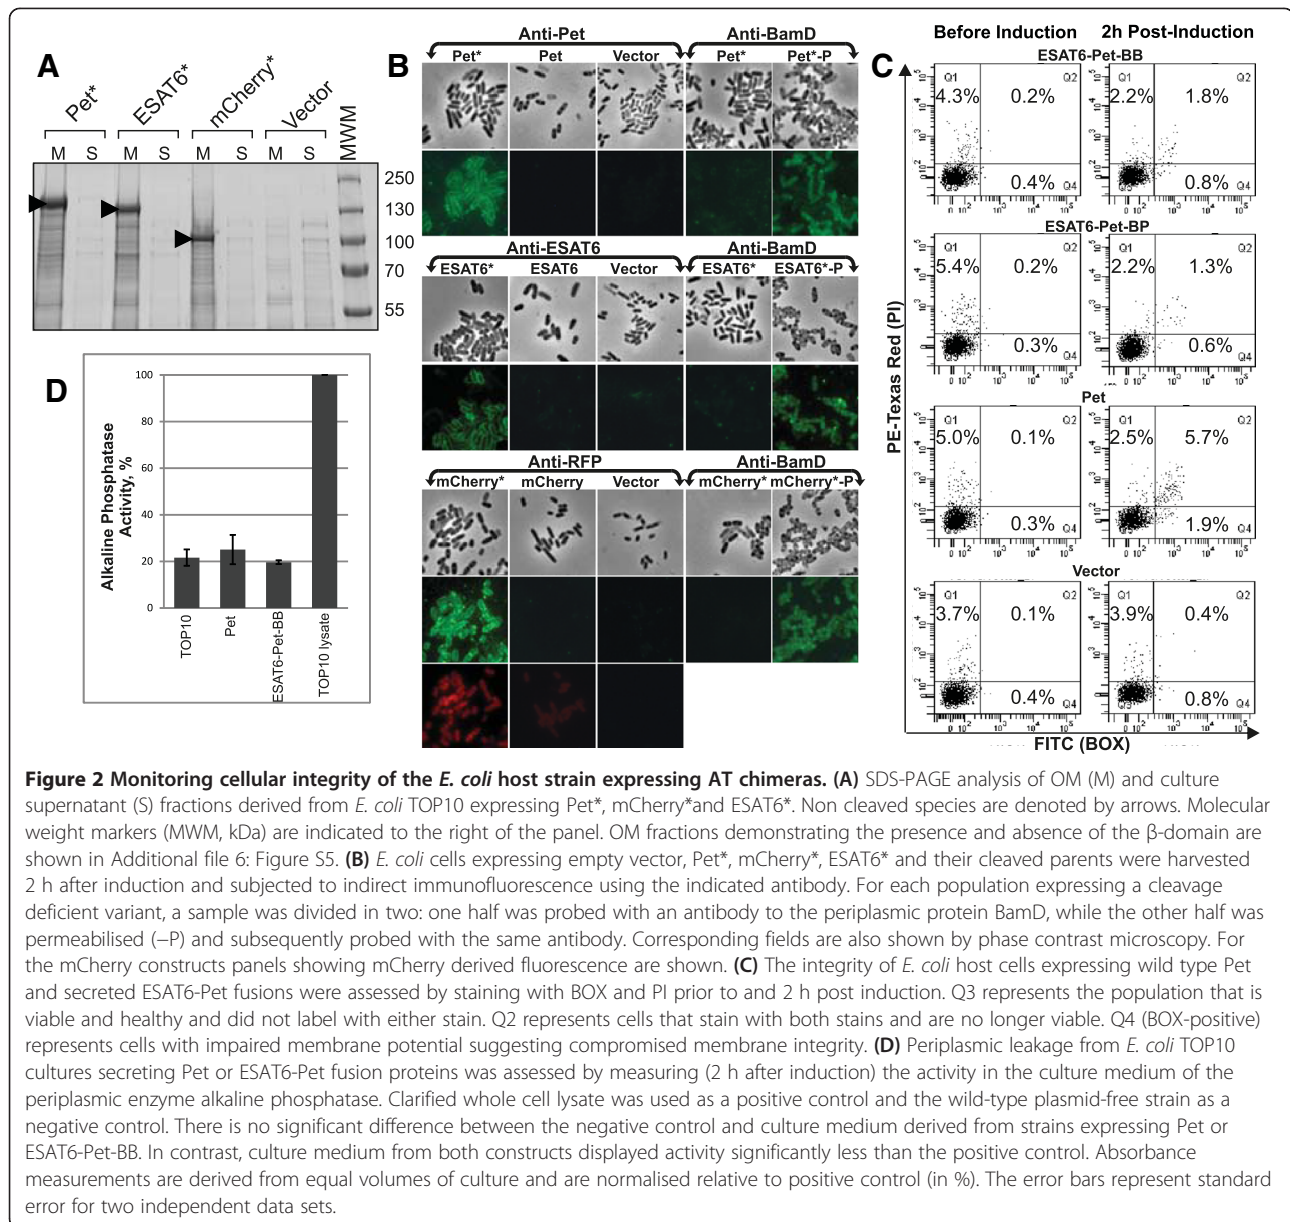 A
Pet*
ESAT6*
mCherry*
Vector
MWM
M S M S M S M S
250
130
100
70
55
B
Anti-Pet Anti-BamD
Pet* Pet Vector Pet* Pet*-P
Anti-ESAT6 Anti-BamD
ESAT6* ESAT6 Vector ESAT6* ESAT6*-P
Anti-RFP Anti-BamD
mCherry* mCherry Vector mCherry* mCherry*-P
C
Before Induction 2h Post-Induction
ESAT6-Pet-BB
Q1 Q2 Q1 Q2
4.3% 0.2% 2.2% 1.8%
0.4% Q4 0.8% Q4
ESAT6-Pet-BP
Q1 Q2 Q1 Q2
5.4% 0.2% 2.2% 1.3%
0.3% Q4 0.6% Q4
Pet
Q1 Q2 Q1 Q2
5.0% 0.1% 2.5% 5.7%
0.3% Q4 1.9% Q4
Vector
Q1 Q2 Q1 Q2
3.7% 0.1% 3.9% 0.4%
0.4% Q4 0.8% Q4
PE-Texas Red (PI)
FITC (BOX)
D
Alkaline Phosphatase
Activity, %
100
80
60
40
20
0
TOP10
Pet
ESAT6-Pet-BB
TOP10 lysate
Figure 2 Monitoring cellular integrity of the E. coli host strain expressing AT chimeras. (A) SDS-PAGE analysis of OM (M) and culture
supernatant (S) fractions derived from E. coli TOP10 expressing Pet*, mCherry*and ESAT6*. Non cleaved species are denoted by arrows. Molecular
weight markers (MWM, kDa) are indicated to the right of the panel. OM fractions demonstrating the presence and absence of the β-domain are
shown in Additional file 6: Figure S5. (B) E. coli cells expressing empty vector, Pet*, mCherry*, ESAT6* and their cleaved parents were harvested
2 h after induction and subjected to indirect immunofluorescence using the indicated antibody. For each population expressing a cleavage
deficient variant, a sample was divided in two: one half was probed with an antibody to the periplasmic protein BamD, while the other half was
permeabilised (–P) and subsequently probed with the same antibody. Corresponding fields are also shown by phase contrast microscopy. For
the mCherry constructs panels showing mCherry derived fluorescence are shown. (C) The integrity of E. coli host cells expressing wild type Pet
and secreted ESAT6-Pet fusions were assessed by staining with BOX and PI prior to and 2 h post induction. Q3 represents the population that is
viable and healthy and did not label with either stain. Q2 represents cells that stain with both stains and are no longer viable. Q4 (BOX-positive)
represents cells with impaired membrane potential suggesting compromised membrane integrity. (D) Periplasmic leakage from E. coli TOP10
cultures secreting Pet or ESAT6-Pet fusion proteins was assessed by measuring (2 h after induction) the activity in the culture medium of the
periplasmic enzyme alkaline phosphatase. Clarified whole cell lysate was used as a positive control and the wild-type plasmid-free strain as a
negative control. There is no significant difference between the negative control and culture medium derived from strains expressing Pet or
ESAT6-Pet-BB. In contrast, culture medium from both constructs displayed activity significantly less than the positive control. Absorbance
measurements are derived from equal volumes of culture and are normalised relative to positive control (in %). The error bars represent standard
error for two independent data sets.